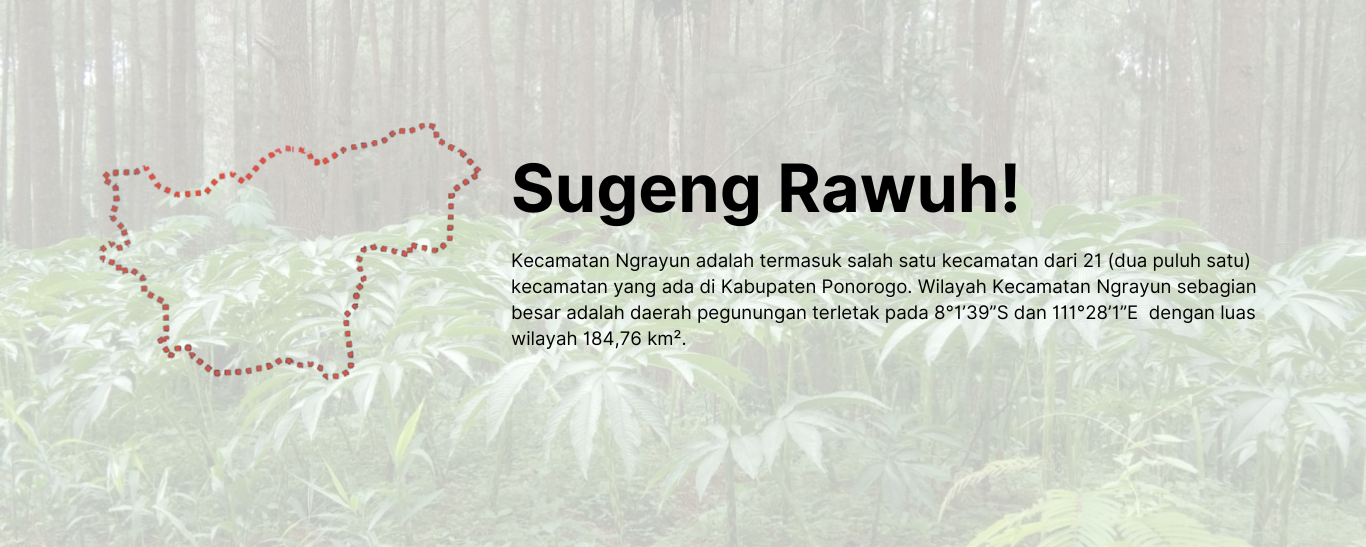 Sugeng Rawuh!
Kecamatan Ngrayun adalah termasuk salah satu kecamatan dari 21 (dua puluh satu)
kecamatan yang ada di Kabupaten Ponorogo. Wilayah Kecamatan Ngrayun sebagian
besar adalah daerah pegunungan terletak pada 8°1’39”S dan 111°28’1”E  dengan luas
wilayah 184,76 km².